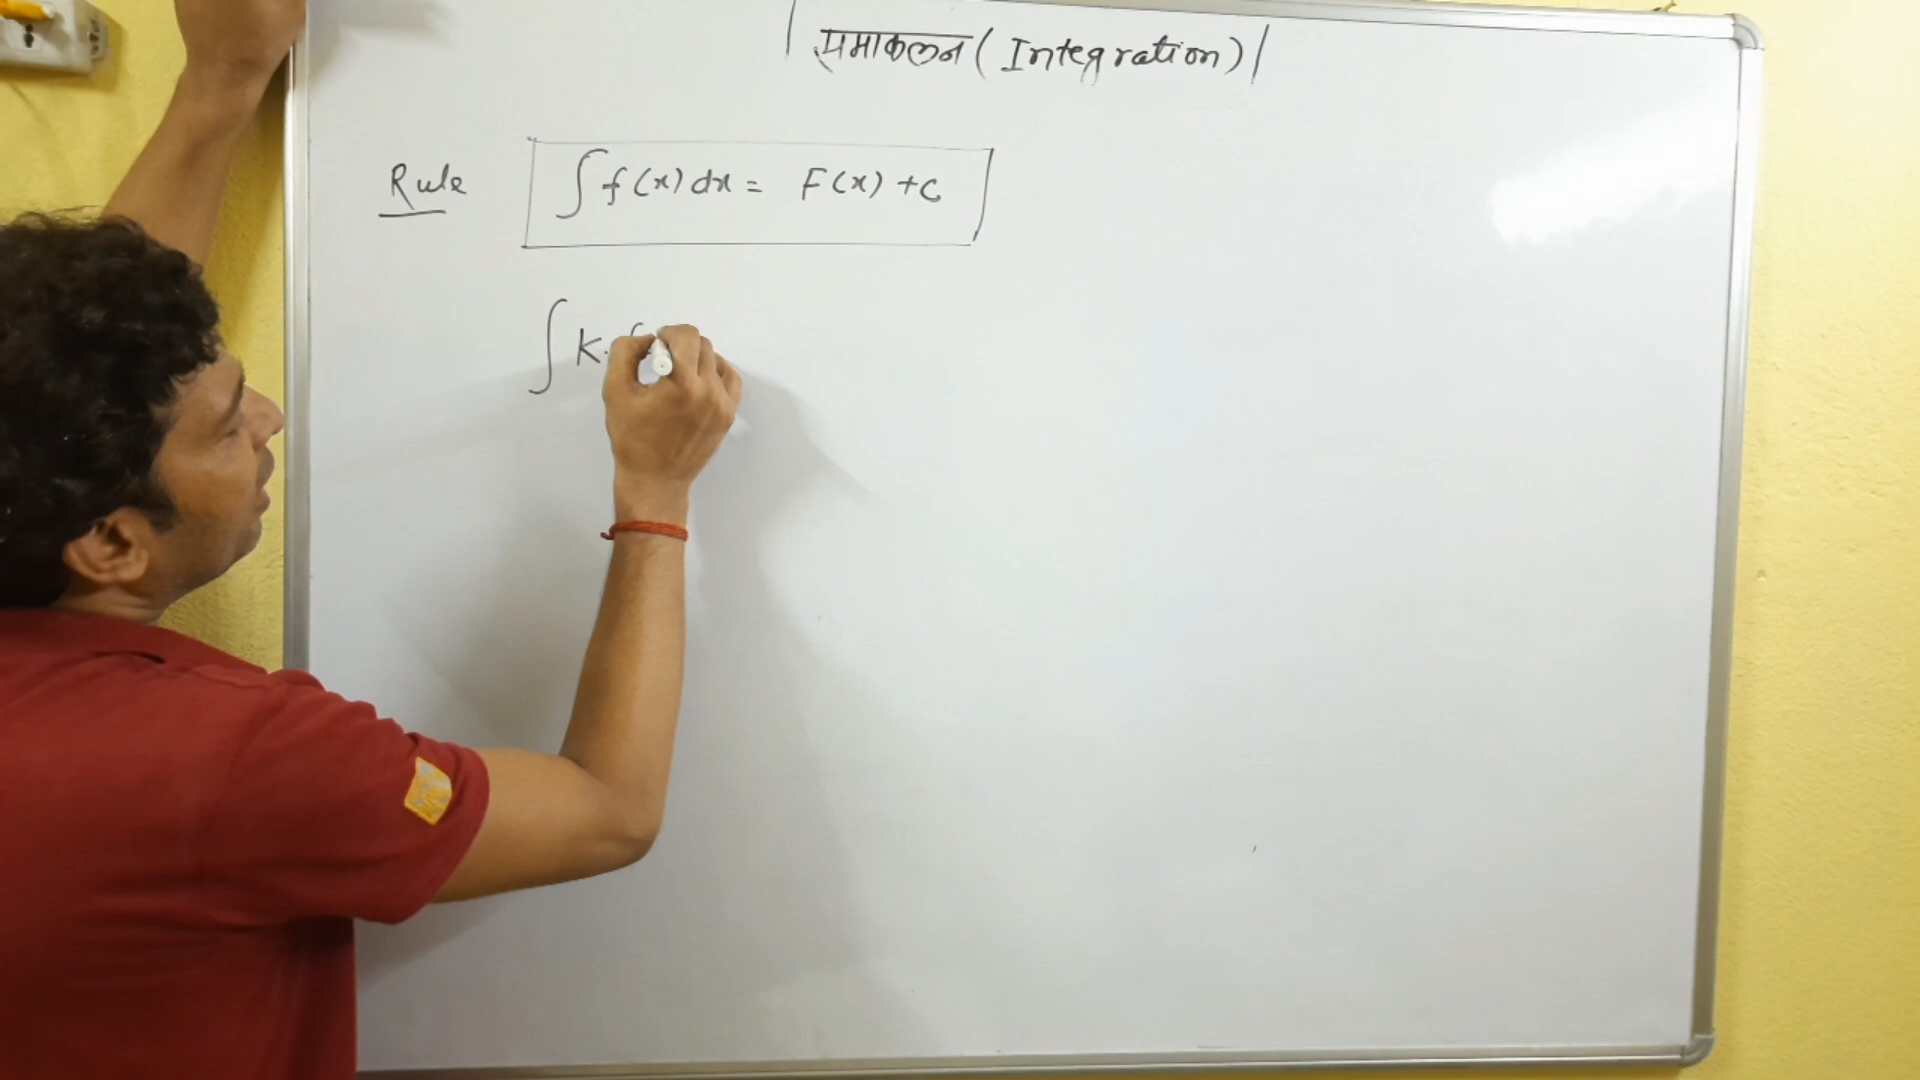 समाकलन (Integration)
Rule ∫ f(x) dx = F(x) + c
∫ K. f